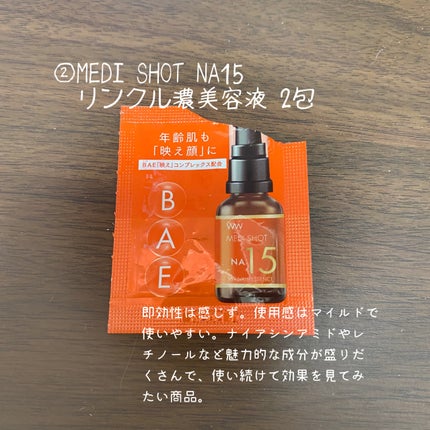 ②MEDI SHOT NA15
リンクル濃美容液 2包
年齢肌も
「映え顔」に
BAE「映え」コンプレックス配合
B
A
E
WW
MEDI SHOT
NA 15
即効性は感じず。使用感はマイルドで
使いやすい。ナイアシンアミドやレ
チノールなど魅力的な成分が盛りだ
くさんで、使い続けて効果を見てみ
たい商品。